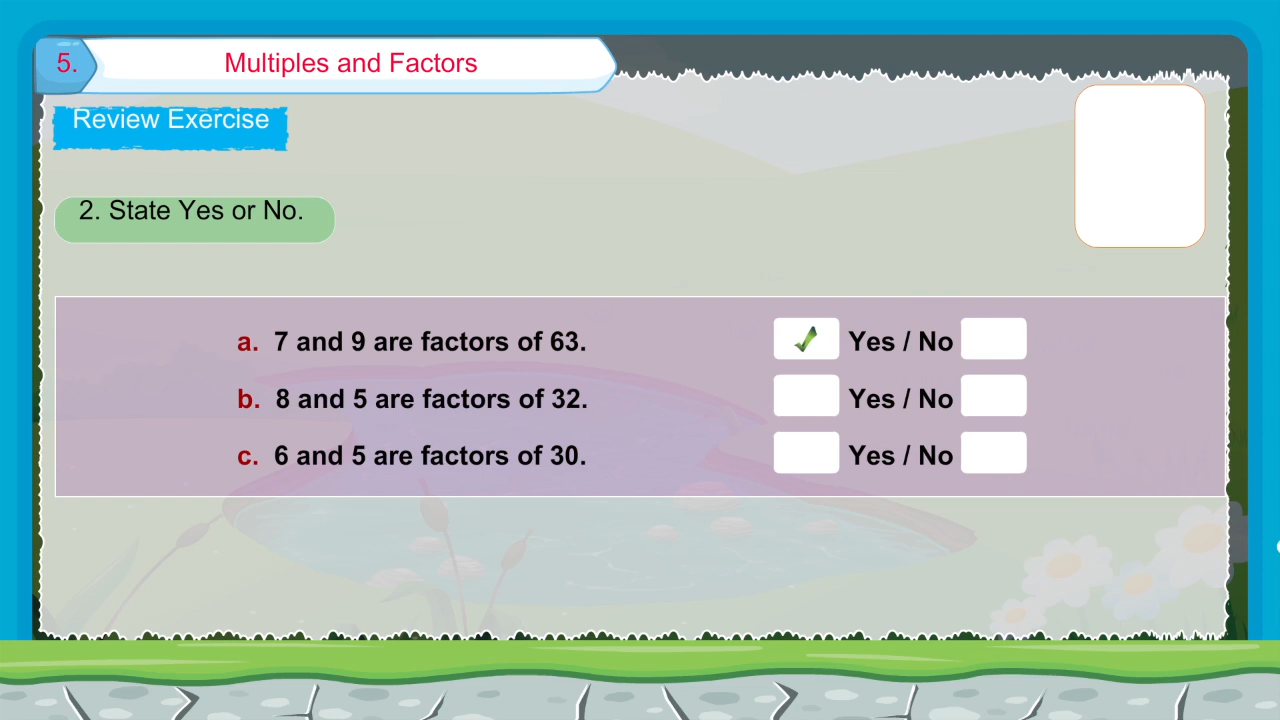 5. Multiples and Factors
Review Exercise
2. State Yes or No.
a. 7 and 9 are factors of 63. Yes / No
b. 8 and 5 are factors of 32. Yes / No
c. 6 and 5 are factors of 30. Yes / No